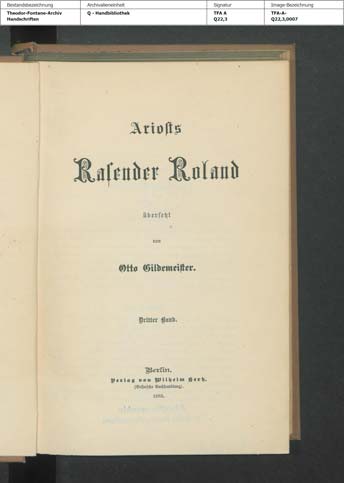 Bestandsbezeichnung
Archivalieneinheit
Signatur
Image-Bezeichnung
Theodor-Fontane-Archiv
Handschriften
Q - Handbibliothek
TFA A
Q22,3
TFA-A-
Q22,3,0007
Arioſts
Raſender Roland
überſetzt
von
Otto Gildemeiſter.
Dritter Band.
Berlin.
Verlag von Wilhelm Hertz.
(Beſſerſche Buchhandlung).